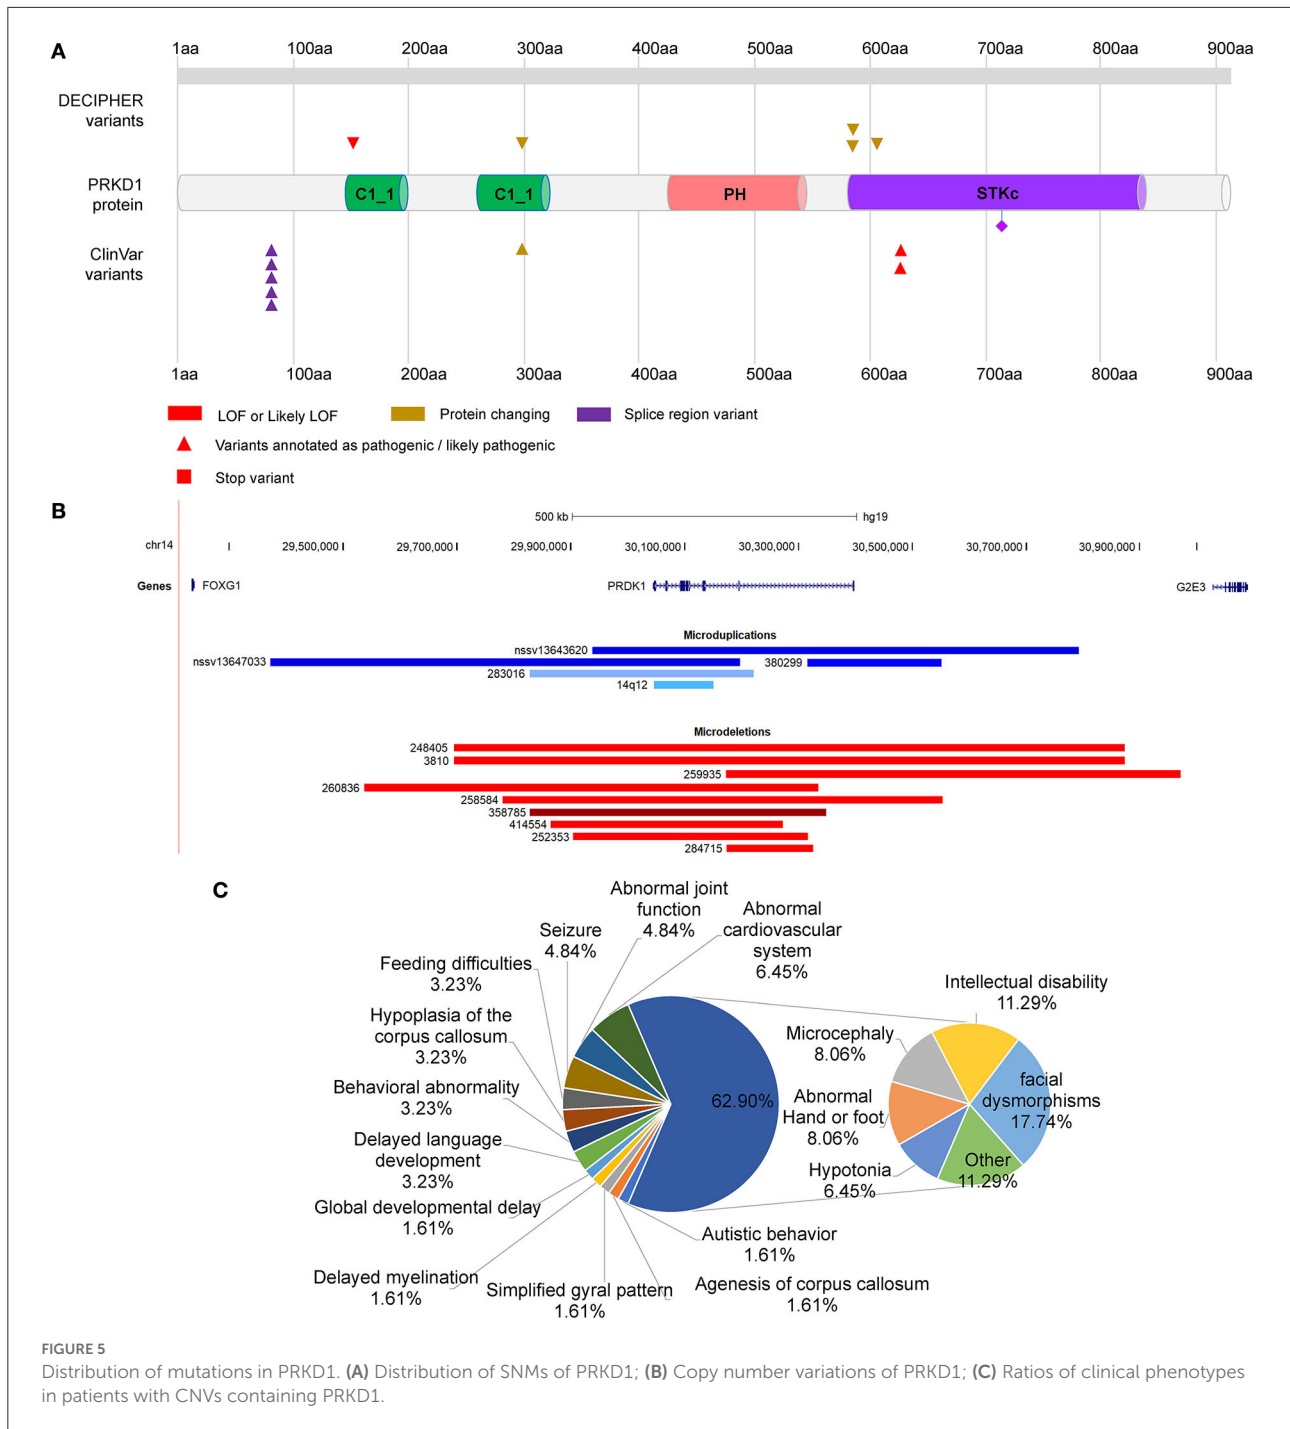 A
1aa 100aa 200aa 300aa 400aa 500aa 600aa 700aa 800aa 900aa
DECIPHER
variants
PRKD1
protein
C1_1 C1_1 PH STKc
ClinVar
variants
1aa 100aa 200aa 300aa 400aa 500aa 600aa 700aa 800aa 900aa
LOF or Likely LOF Protein changing Splice region variant
Variants annotated as pathogenic / likely pathogenic
Stop variant
B
500 kb hg19
chr14 29,500,000 29,700,000 29,900,000 30,100,000 30,300,000 30,500,000 30,700,000 30,900,000
Genes FOXG1 PRDK1 G2E3
Microduplications
nssv13643620
nssv13647033 380299
283016
14q12
Microdeletions
248405
3810
259935
260836
258584
358785
414554
252353
284715
C
Abnormal joint
function
4.84%
Abnormal
cardiovascular
system
6.45%
Seizure
4.84%
Feeding difficulties
3.23%
Hypoplasia of the
corpus callosum
3.23%
Behavioral abnormality
3.23%
Delayed language
development
3.23%
Global developmental delay
1.61%
Delayed myelination
1.61%
Simplified gyral pattern
1.61%
Agenesis of corpus callosum
1.61%
Autistic behavior
1.61%
62.90%
Intellectual disability
11.29%
Microcephaly
8.06%
Abnormal
Hand or foot
8.06%
Hypotonia
6.45%
facial
dysmorphisms
17.74%
Other
11.29%
FIGURE 5
Distribution of mutations in PRKD1. (A) Distribution of SNMs of PRKD1; (B) Copy number variations of PRKD1; (C) Ratios of clinical phenotypes
in patients with CNVs containing PRKD1.